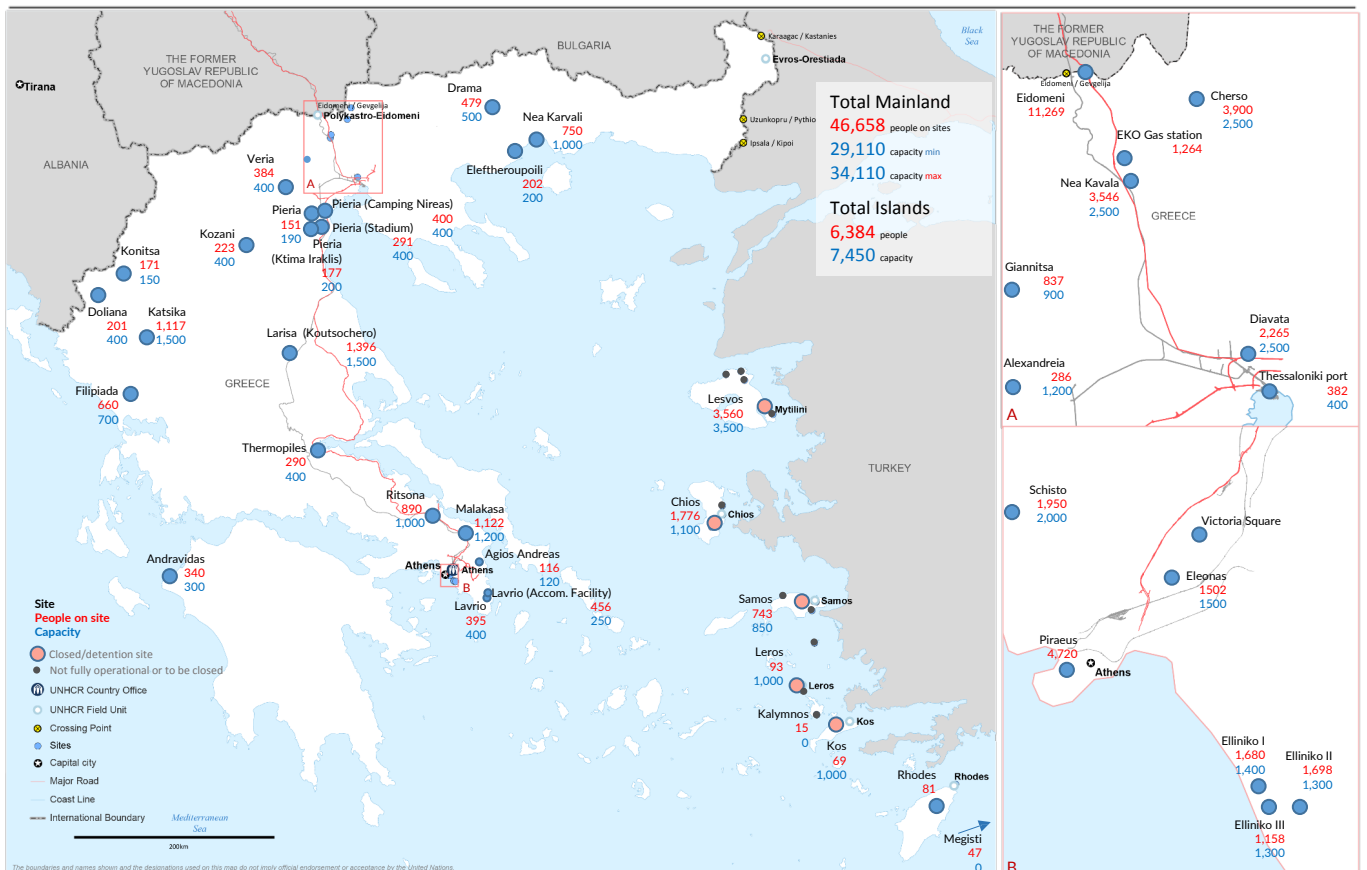 Black
Sea
BULGARIA
THE FORMER
YUGOSLAV REPUBLIC
OF MACEDONIA
Tirana
ALBANIA
GREECE
TURKEY
Karaagac / Kastanies
Evros-Orestiada
Uzunkopru / Pythio
Ipsala / Kipoi
Total Mainland
46,658 people on sites
29,110 capacity min
34,110 capacity max
Total Islands
6,384 people
7,450 capacity
Eidomeni / Gevgelija
Polykastro-Eidomeni
A
Drama
479
500
Nea Karvali
750
1,000
Eleftheroupoili
202
200
Veria
384
400
Pieria
151
190
Pieria (Camping Nireas)
400
400
Pieria (Stadium)
291
400
Pieria
(Ktima Iraklis)
177
200
Kozani
223
400
Konitsa
171
150
Doliana
201
400
Katsika
1,117
1,500
Larisa (Koutsochero)
1,396
1,500
Filipiada
660
700
Thermopiles
290
400
Ritsona
890
1,000
Malakasa
1,122
1,200
Agios Andreas
116
120
Athens
Athens
B
Lavrio (Accom. Facility)
456
250
Lavrio
395
400
Andravidas
340
300
Lesvos
3,560
3,500
Mytilini
Chios
1,776
1,100
Chios
Samos
743
850
Samos
Leros
93
1,000
Leros
Kalymnos
15
0
Kos
Kos
69
1,000
Rhodes
81
Rhodes
Megisti
47
0
Site
People on site
Capacity
Closed/detention site
Not fully operational or to be closed
UNHCR Country Office
UNHCR Field Unit
Crossing Point
Sites
Capital city
Major Road
Coast Line
International Boundary
Mediterranean
Sea
200km
The boundaries and names shown and the designations used on this map do not imply official endorsement or acceptance by the United Nations.
THE FORMER
YUGOSLAV REPUBLIC
OF MACEDONIA
Eidomeni / Gevgelija
Eidomeni
11,269
Cherso
3,900
2,500
EKO Gas station
1,264
Nea Kavala
3,546
2,500
GREECE
Giannitsa
837
900
Diavata
2,265
2,500
Alexandreia
286
1,200
Thessaloniki port
382
400
A
Schisto
1,950
2,000
Victoria Square
Eleonas
1502
1500
Piraeus
4,720
Athens
Elliniko I
1,680
1,400
Elliniko II
1,698
1,300
Elliniko III
1,158
1,300
B